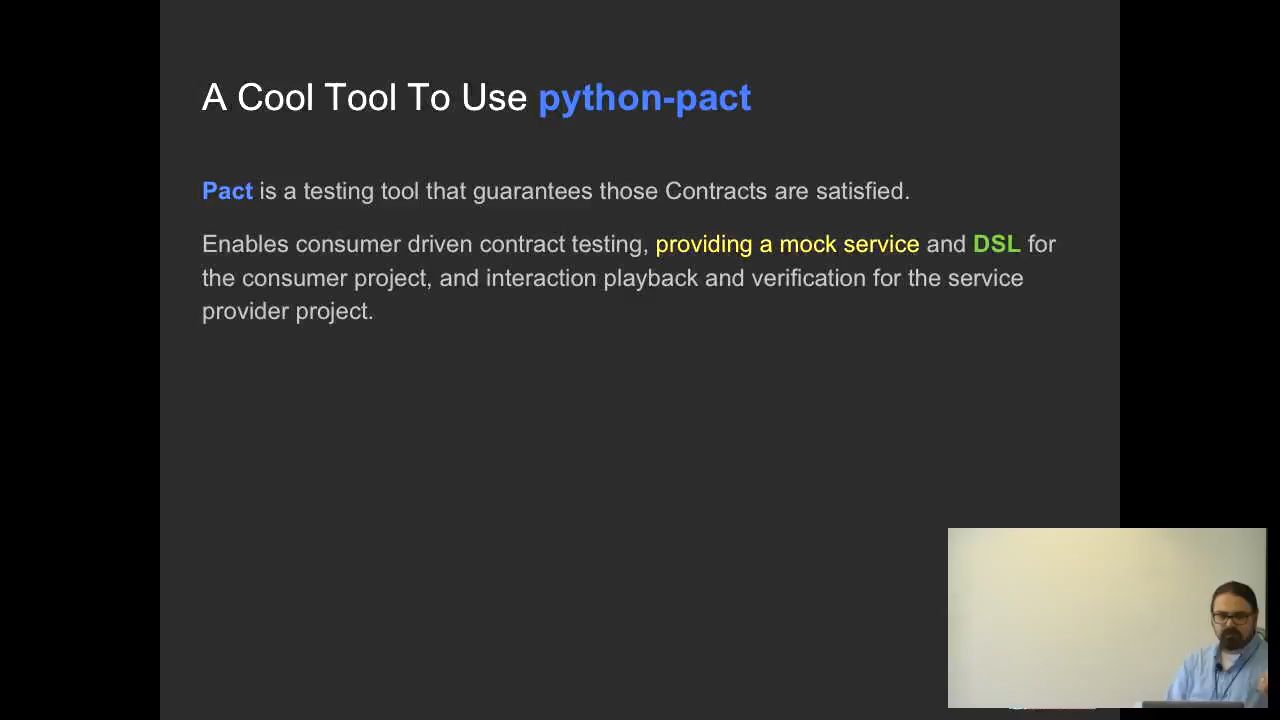 A Cool Tool To Use python-pact
Pact is a testing tool that guarantees those Contracts are satisfied.
Enables consumer driven contract testing, providing a mock service and DSL for
the consumer project, and interaction playback and verification for the service
provider project.